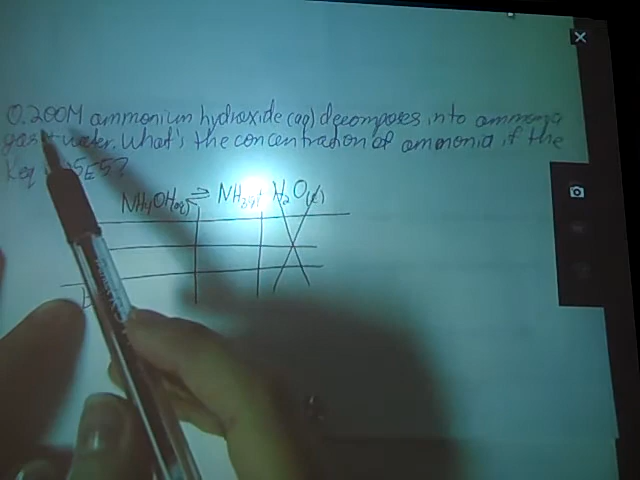 0.200M ammonium hydroxide (aq) decomposes into ammonia
gas + water. What's the concentration of ammonia if the
Keq 5E5?
NH4OH(aq) ⇌ NH3(g) H2O(l)